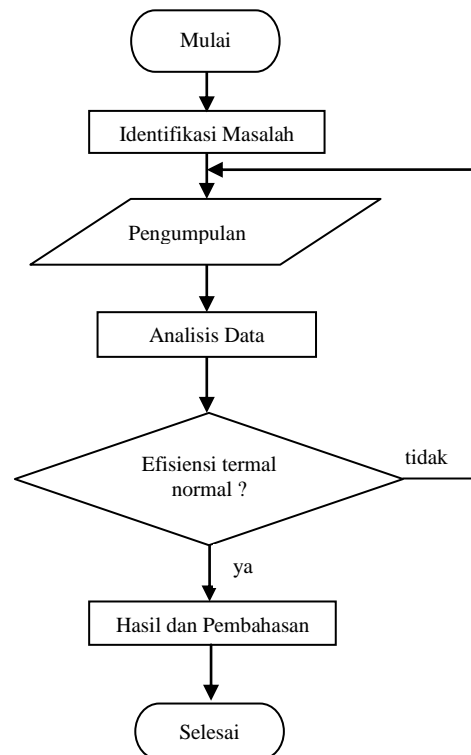 Mulai
Identifikasi Masalah
Pengumpulan
Analisis Data
Efisiensi termal
normal ?
tidak
ya
Hasil dan Pembahasan
Selesai